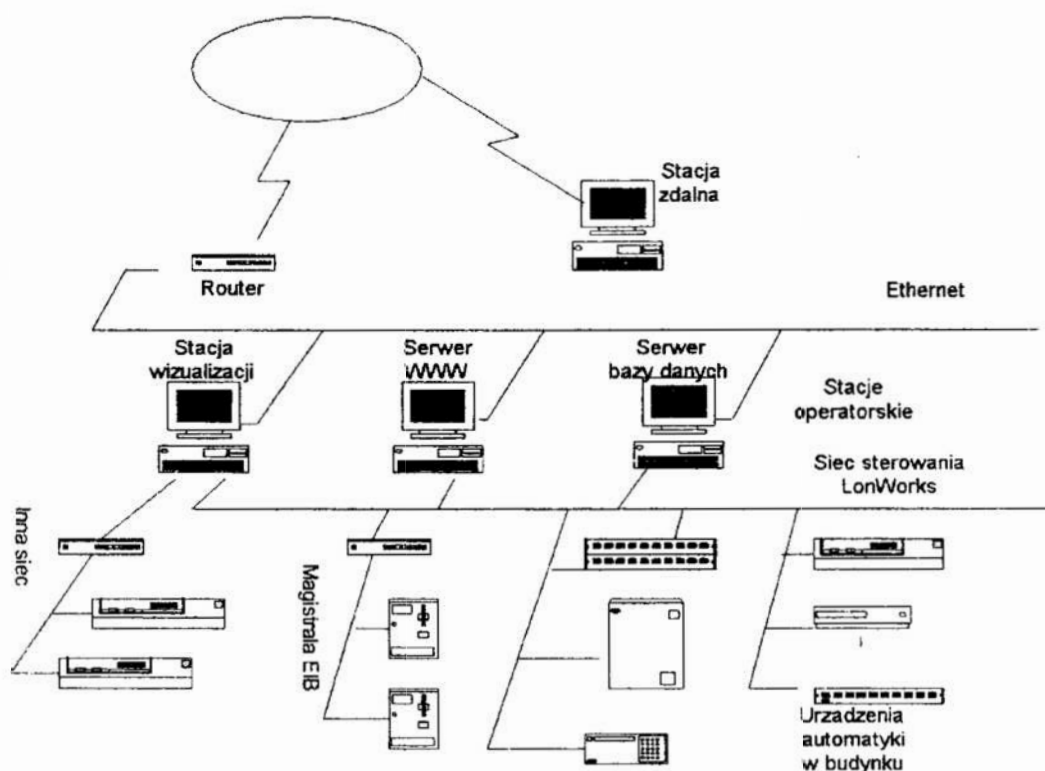 Stacja
zdalna
Router
Ethernet
Stacja
wizualizacji
Serwer
WWW
Serwer
bazy danych
Stacje
operatorskie
Siec sterowania
LonWorks
Inna siec
Magistrala EIB
Urzadzenia
automatyki
w budynku